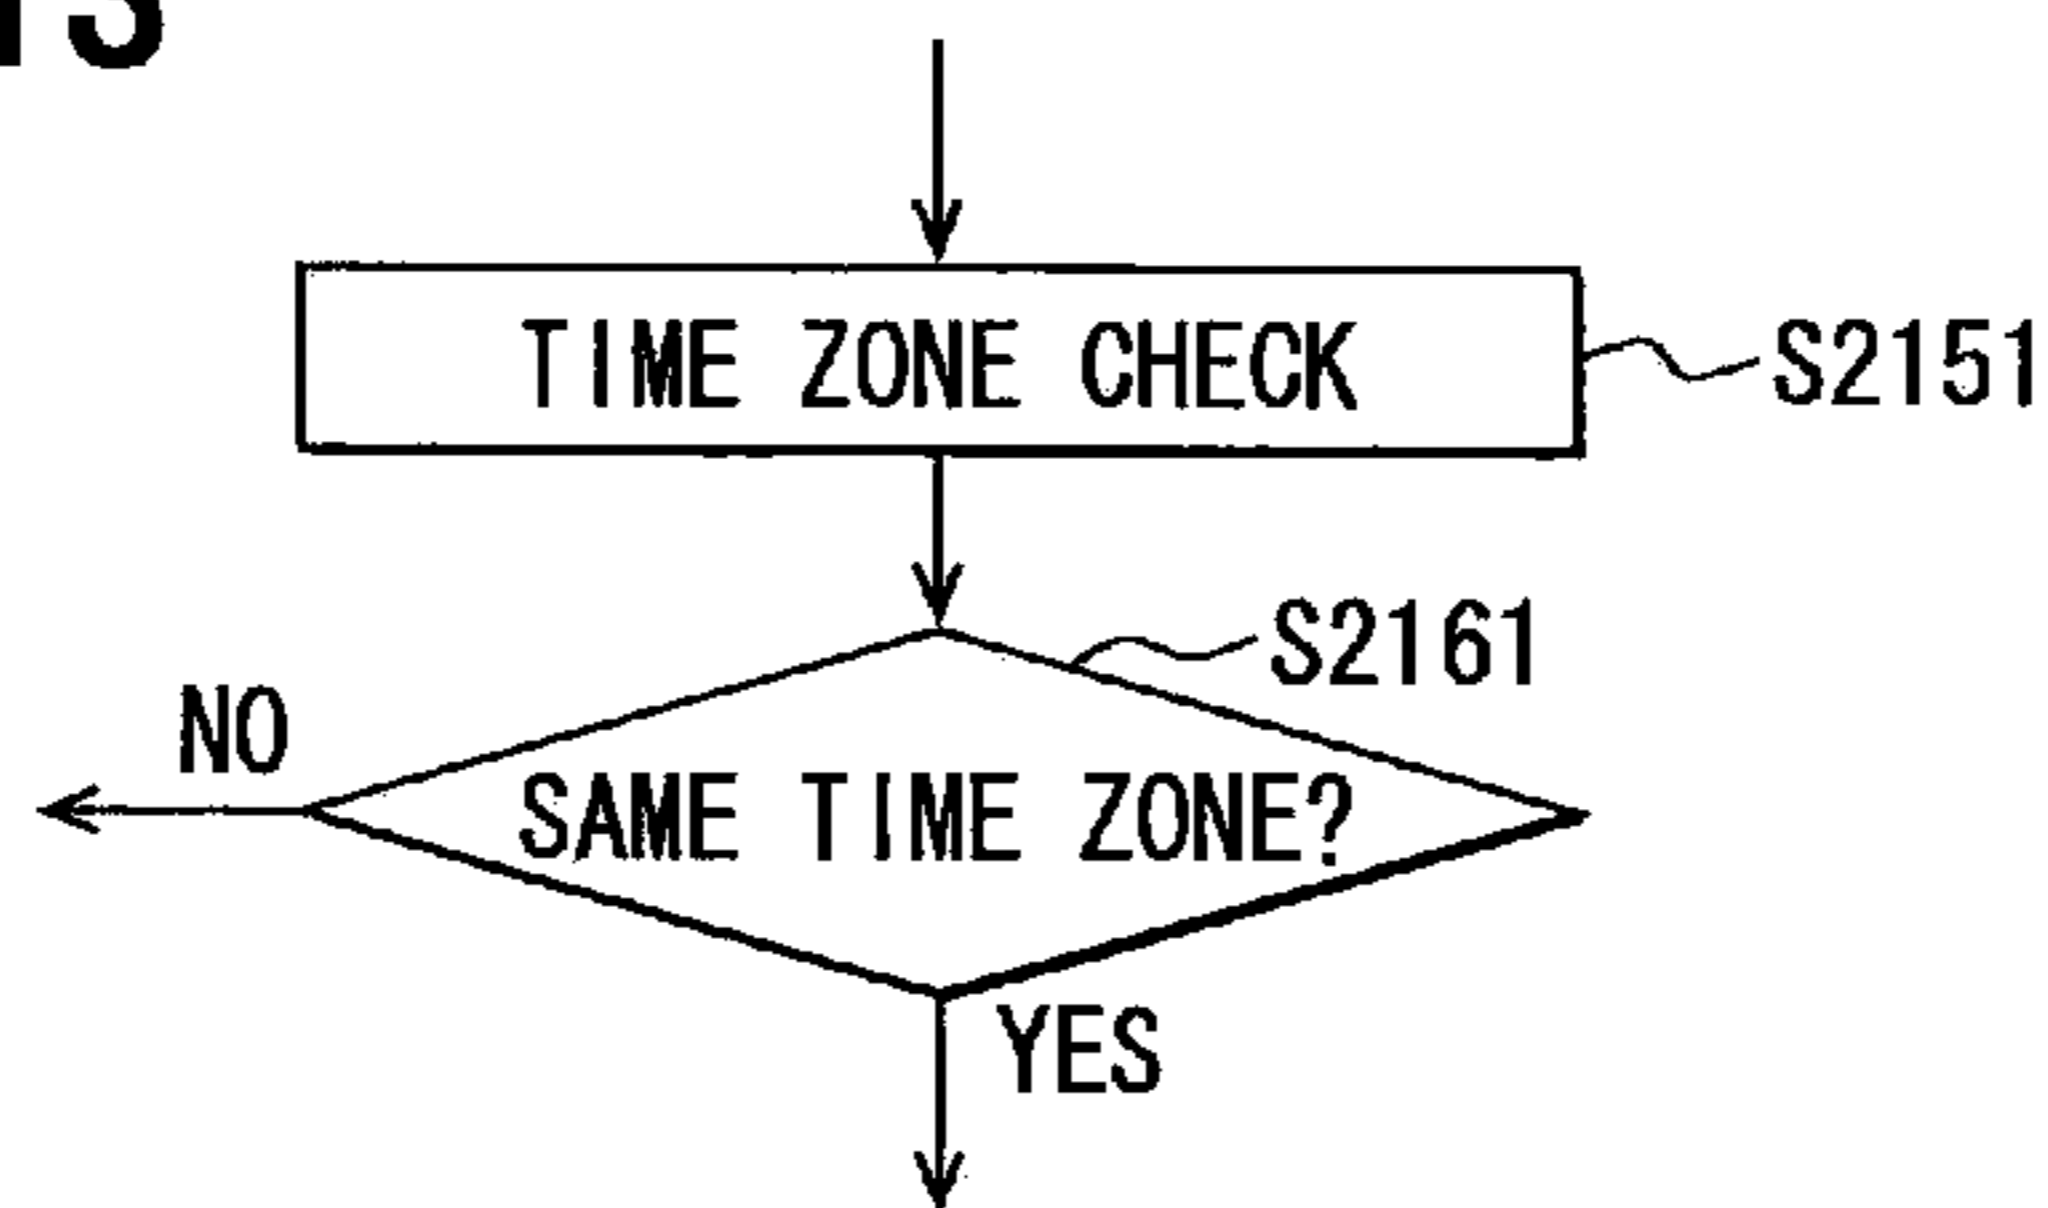 TIME ZONE CHECK
S2151
S2161
NO
SAME TIME ZONE?
YES